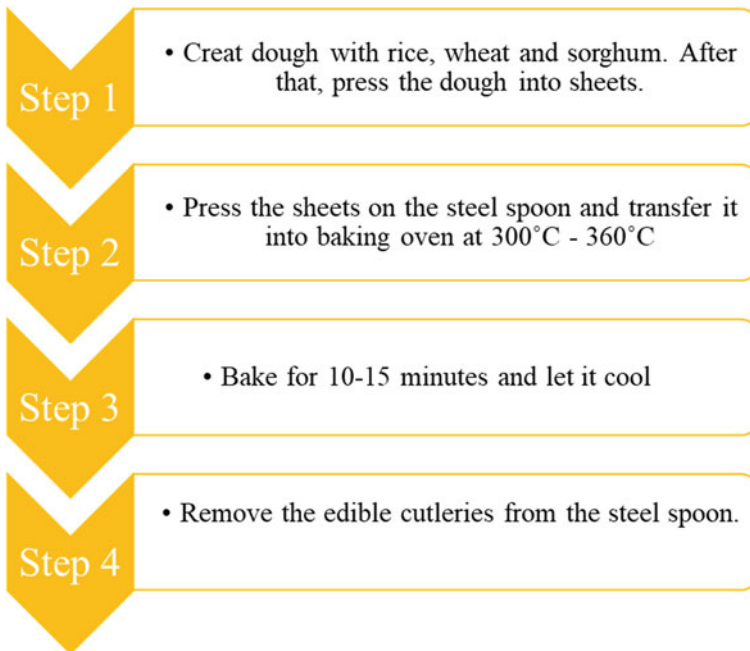 Step 1
• Creat dough with rice, wheat and sorghum. After
that, press the dough into sheets.
Step 2
• Press the sheets on the steel spoon and transfer it
into baking oven at 300˚C - 360˚C
Step 3
• Bake for 10-15 minutes and let it cool
Step 4
• Remove the edible cutleries from the steel spoon.